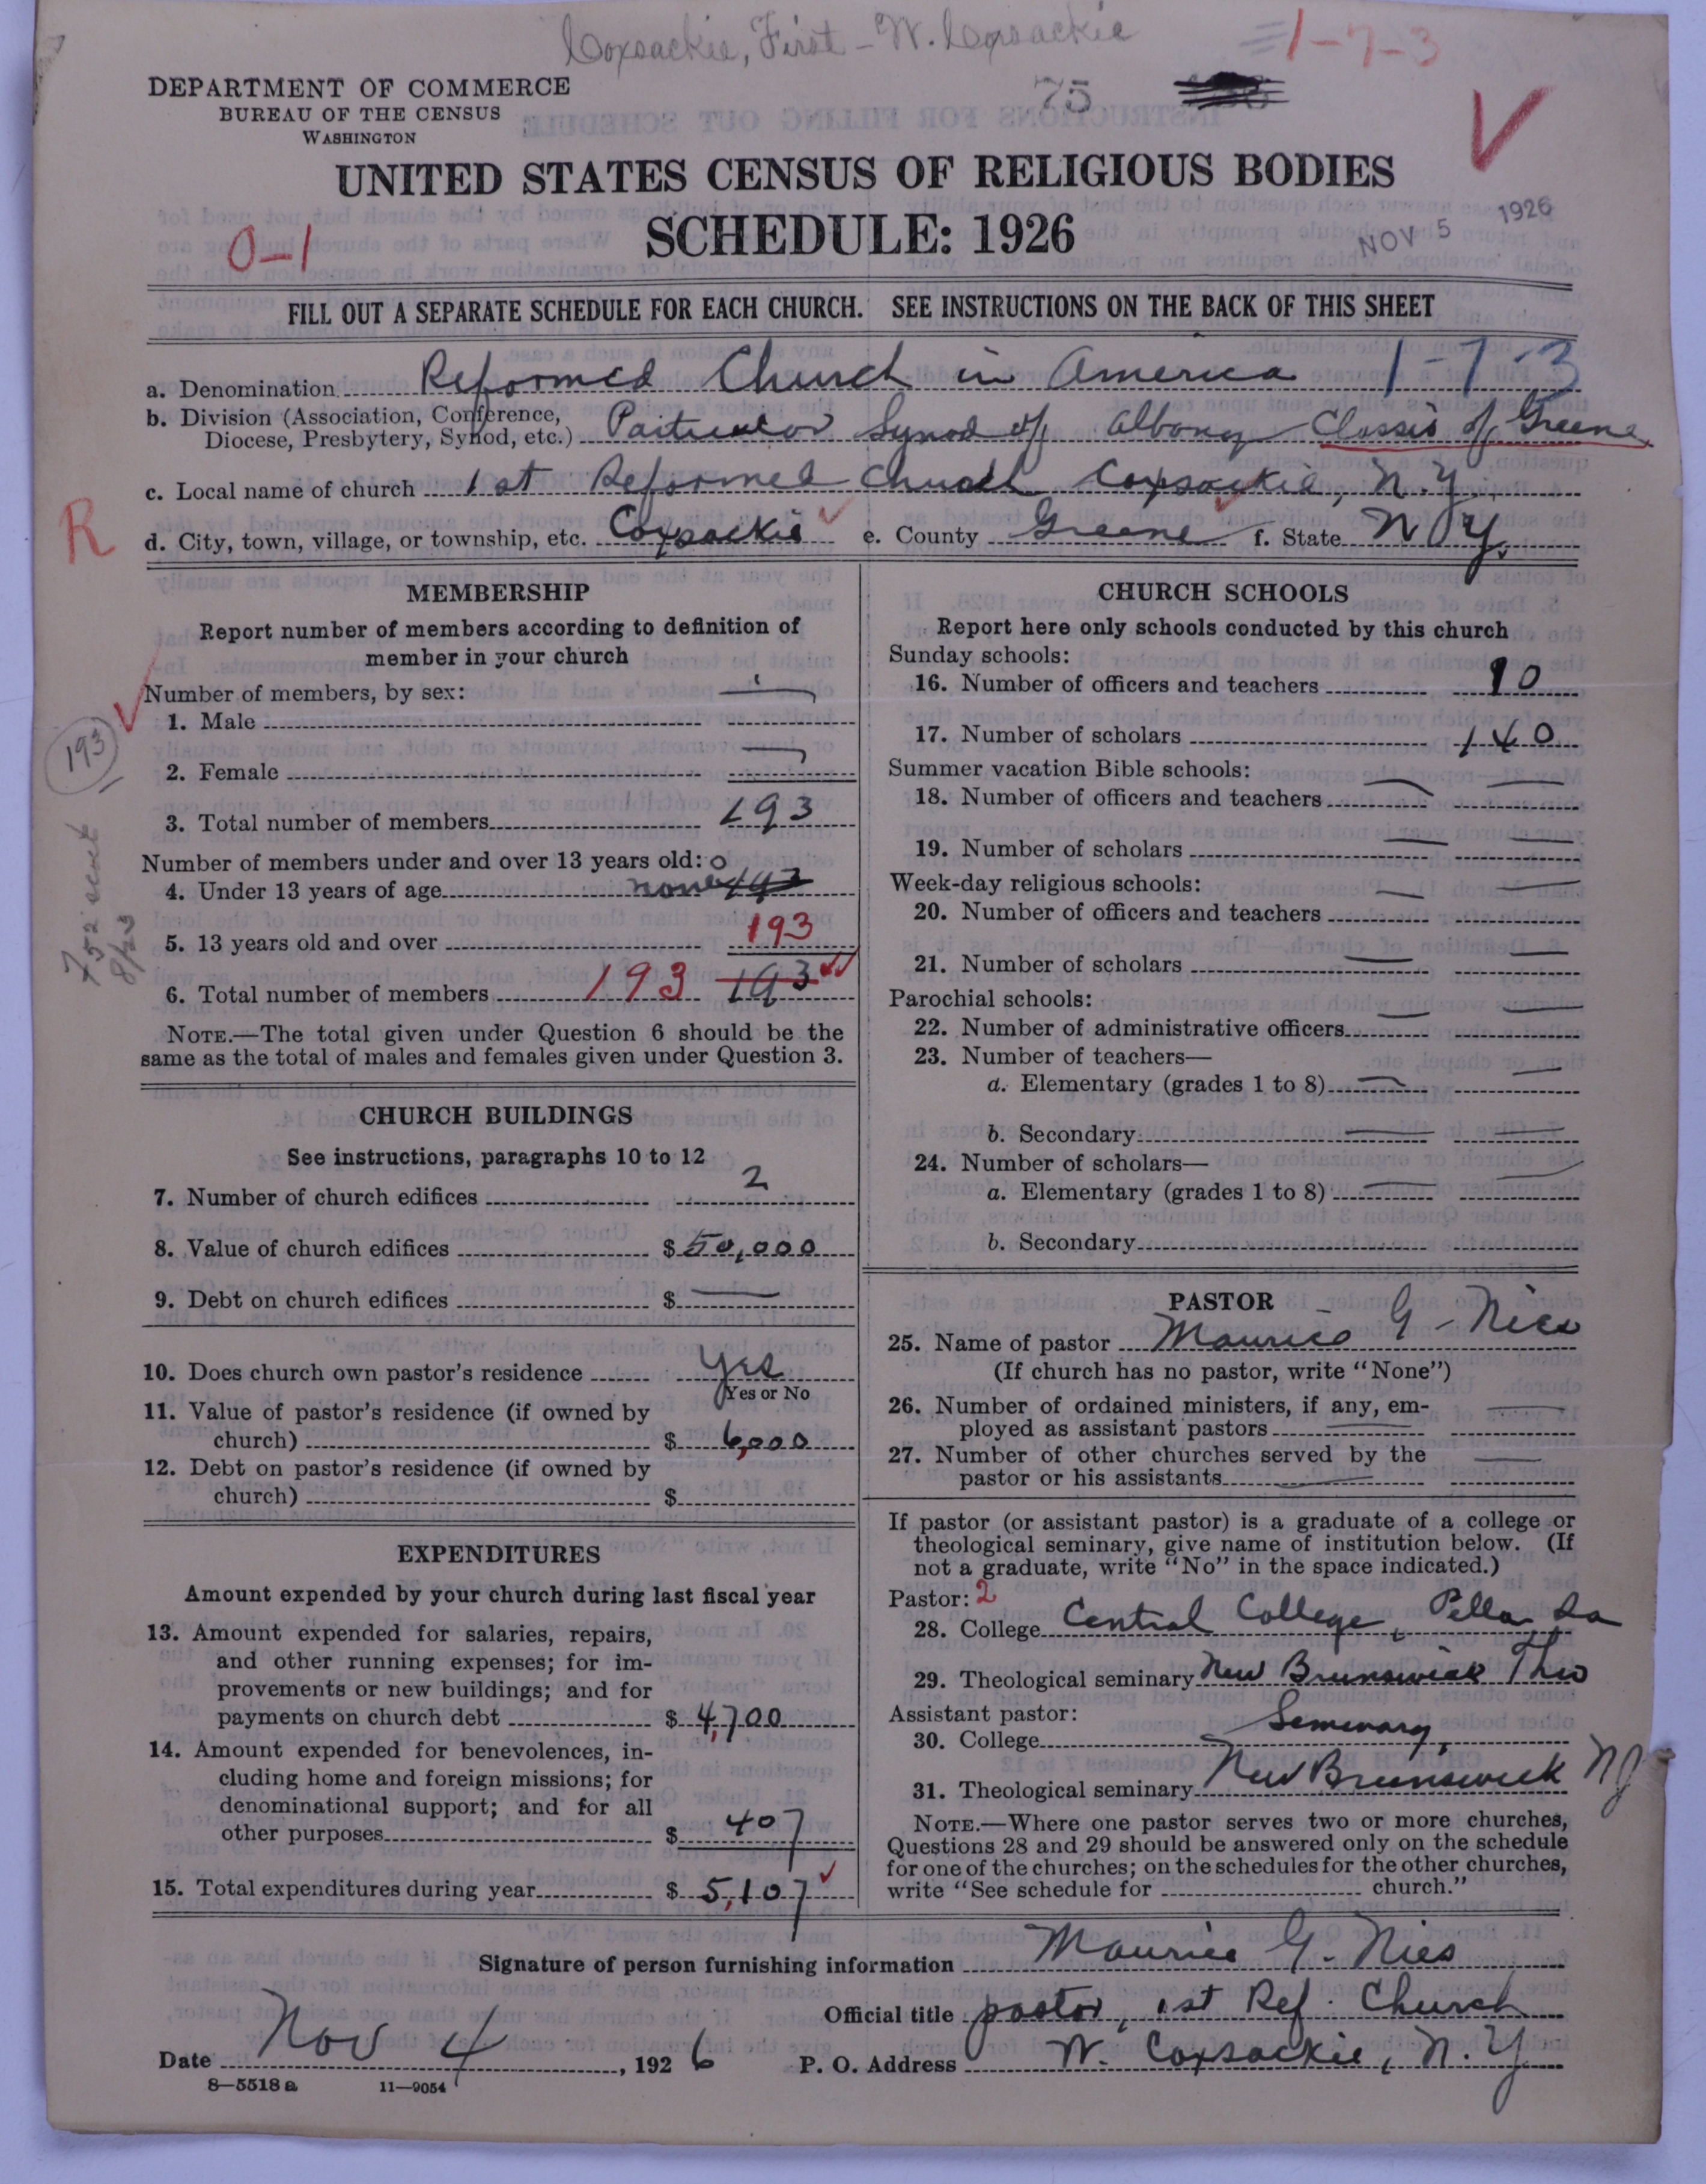 Coxsackie, First - W. Coxsackie
1-7-3
DEPARTMENT OF COMMERCE
BUREAU OF THE CENSUS
WASHINGTON
75
UNITED STATES CENSUS OF RELIGIOUS BODIES
SCHEDULE: 1926
NOV 5 1926
0-1
FILL OUT A SEPARATE SCHEDULE FOR EACH CHURCH. SEE INSTRUCTIONS ON THE BACK OF THIS SHEET
a. Denomination Reformed Church in America 1-7-3
b. Division (Association, Conference,
Diocese, Presbytery, Synod, etc.) Particular Synod of Albany Classis of Greene
c. Local name of church 1st Reformed Church Coxsackie, N.Y.
R
d. City, town, village, or township, etc. Coxsackie e. County Greene f. State N Y.
MEMBERSHIP
Report number of members according to definition of
member in your church
Number of members, by sex:
1. Male
193
2. Female
3. Total number of members 193
Number of members under and over 13 years old: 0
4. Under 13 years of age none 193
5. 13 years old and over 193
6. Total number of members 193 193
NOTE.—The total given under Question 6 should be the
same as the total of males and females given under Question 3.
CHURCH BUILDINGS
See instructions, paragraphs 10 to 12
7. Number of church edifices 2
8. Value of church edifices $ 50,000
9. Debt on church edifices $ —
10. Does church own pastor's residence Yes
Yes or No
11. Value of pastor's residence (if owned by
church) $ 6,000
12. Debt on pastor's residence (if owned by
church) $
EXPENDITURES
Amount expended by your church during last fiscal year
13. Amount expended for salaries, repairs,
and other running expenses; for im-
provements or new buildings; and for
payments on church debt $ 4,700
14. Amount expended for benevolences, in-
cluding home and foreign missions; for
denominational support; and for all
other purposes $ 407
15. Total expenditures during year $ 5,107
CHURCH SCHOOLS
Report here only schools conducted by this church
Sunday schools:
16. Number of officers and teachers 10
17. Number of scholars 140
Summer vacation Bible schools:
18. Number of officers and teachers — —
19. Number of scholars — —
Week-day religious schools:
20. Number of officers and teachers — —
21. Number of scholars — —
Parochial schools:
22. Number of administrative officers — —
23. Number of teachers—
a. Elementary (grades 1 to 8) — —
b. Secondary — —
24. Number of scholars—
a. Elementary (grades 1 to 8) — —
b. Secondary
PASTOR
25. Name of pastor Maurice G - Nies
(If church has no pastor, write "None")
26. Number of ordained ministers, if any, em-
ployed as assistant pastors — —
27. Number of other churches served by the
pastor or his assistants — —
If pastor (or assistant pastor) is a graduate of a college or
theological seminary, give name of institution below. (If
not a graduate, write "No" in the space indicated.)
Pastor: 2
28. College Central College, Pella, Ia
29. Theological seminary New Brunswick Theo
Assistant pastor:
30. College Seminary,
31. Theological seminary New Brunswick NJ
NOTE.—Where one pastor serves two or more churches,
Questions 28 and 29 should be answered only on the schedule
for one of the churches; on the schedules for the other churches,
write "See schedule for church."
Signature of person furnishing information Maurice G. Nies
Official title pastor, 1st Ref. Church
Date Nov 4, 1926 P. O. Address W. Coxsackie, N. Y
8—5518 a 11—9054